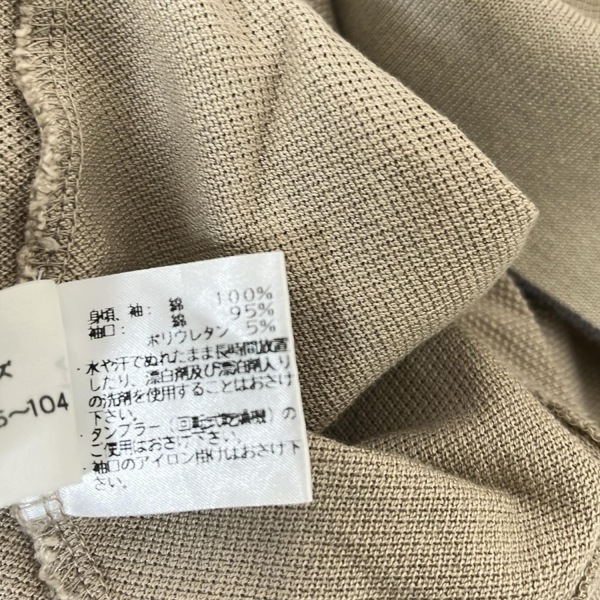 身頃、袖: 綿 100%
袖口: 綿 95%
ポリウレタン 5%
・水や汗でぬれたまま長時間放置
したり、漂白剤及び漂白剤入り
の洗剤を使用することはおさけ
下さい。
・タンブラー(回転式乾燥機)の
ご使用はおさけ下さい。
・袖口のアイロン掛けはおさけ下
さい。
ズ
~104